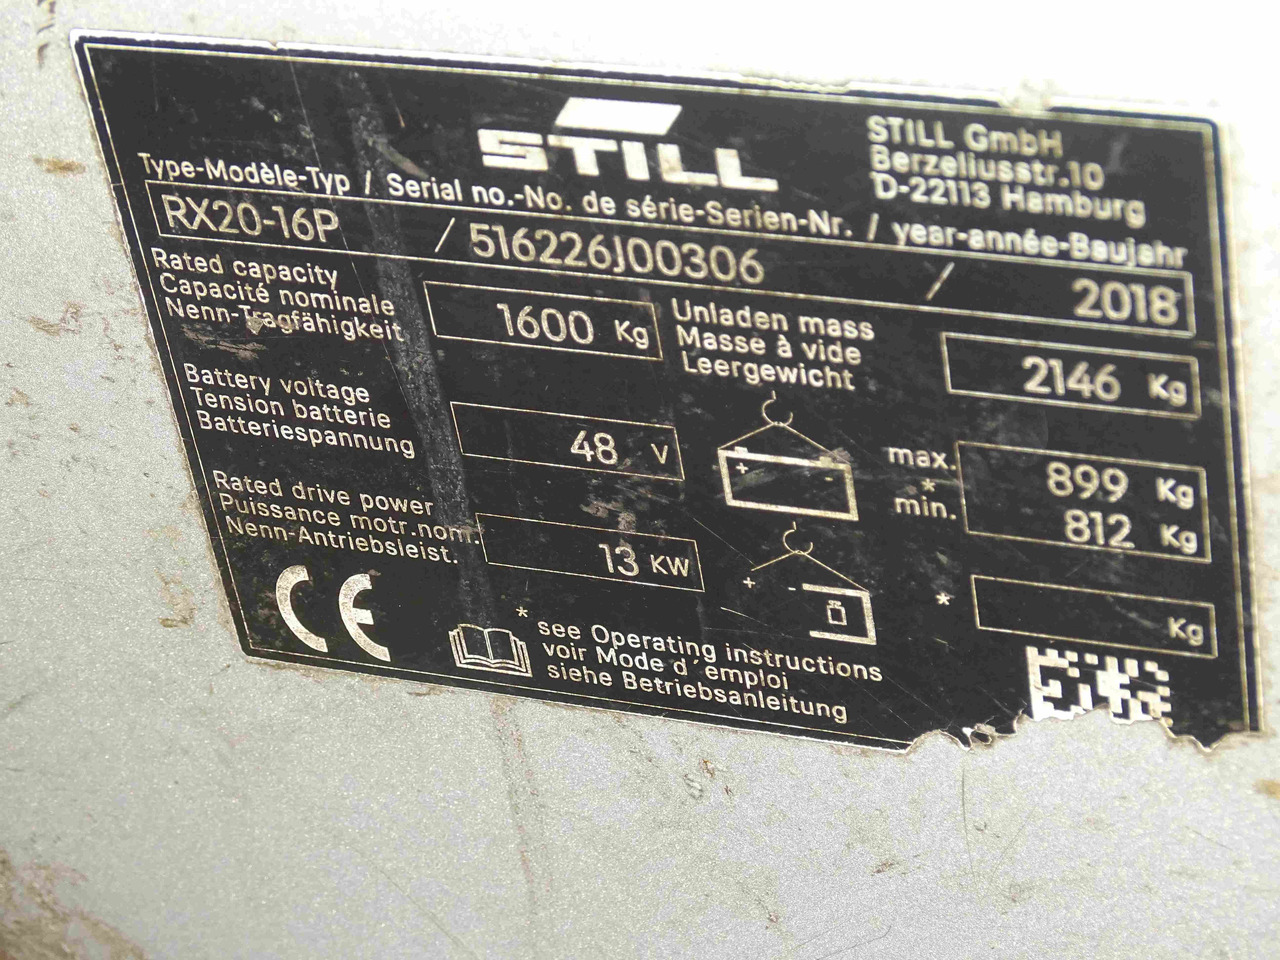 STILL
STILL GmbH
Berzeliusstr.10
D-22113 Hamburg
Type-Modèle-Typ / Serial no.-No. de série-Serien-Nr. / year-année-Baujahr
RX20-16P / 516226J00306 / 2018
Rated capacity
Capacité nominale
Nenn-Tragfähigkeit
1600 Kg
Unladen mass
Masse à vide
Leergewicht
2146 Kg
Battery voltage
Tension batterie
Batteriespannung
48 V
+ -
max.
*
min.
899 Kg
812 Kg
Rated drive power
Puissance motr.nom.
Nenn-Antriebsleist.
13 KW
+ -
*
Kg
CE
* see Operating instructions
voir Mode d'emploi
siehe Betriebsanleitung